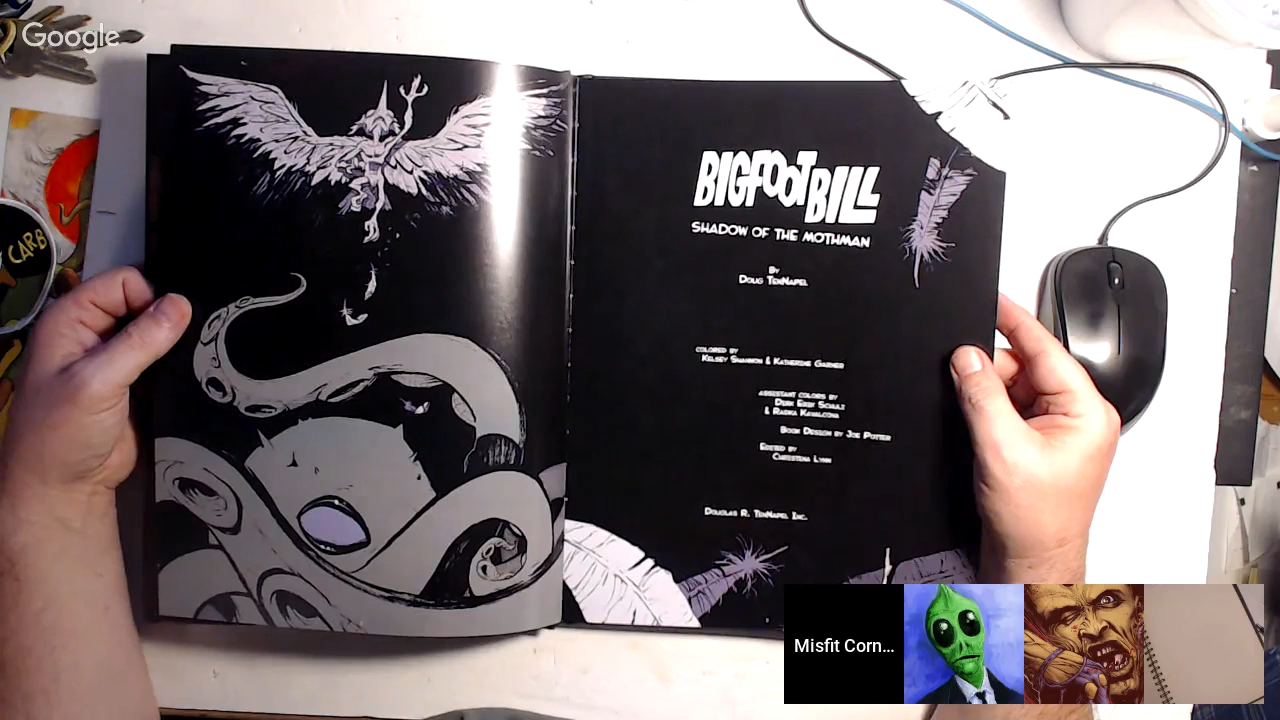 Google
CARB
BIGFOOT BILL
SHADOW OF THE MOTHMAN
By
Doug TenNapel
Colored by
Kelsey Shannon & Katherine Garner
Assistant colors by
& Radka Kavalcova
Book Design by Joe Potter
Edited by
Christena Lynn
Douglas R. TenNapel Inc.
Misfit Corn...